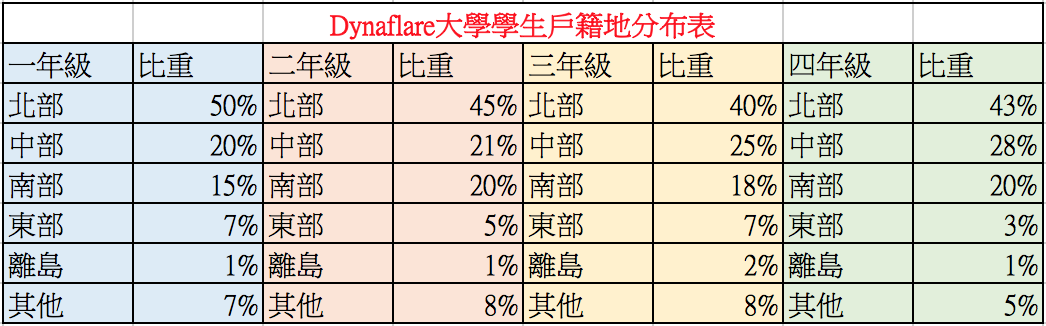 Dynaflare大學學生戶籍地分布表
一年級 比重 二年級 比重 三年級 比重 四年級 比重
北部 50% 北部 45% 北部 40% 北部 43%
中部 20% 中部 21% 中部 25% 中部 28%
南部 15% 南部 20% 南部 18% 南部 20%
東部 7% 東部 5% 東部 7% 東部 3%
離島 1% 離島 1% 離島 2% 離島 1%
其他 7% 其他 8% 其他 8% 其他 5%